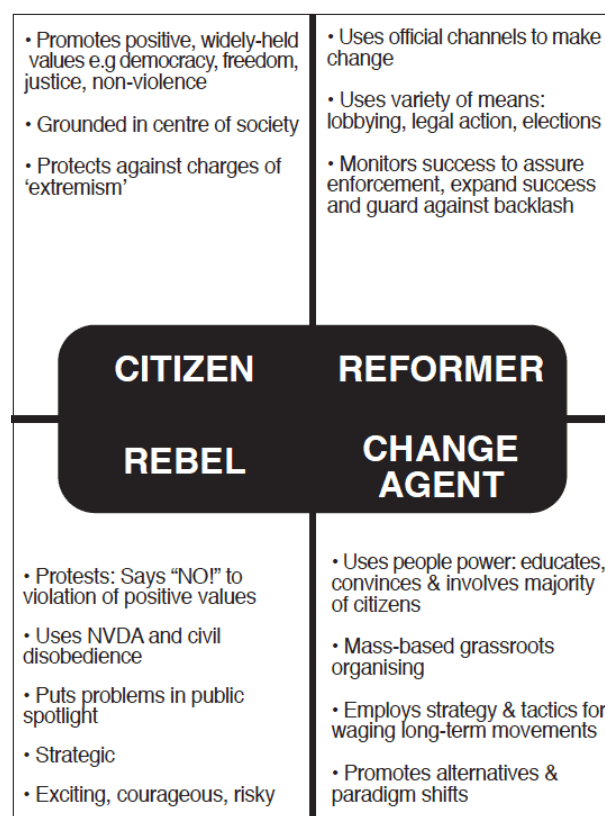 • Promotes positive, widely-held
values e.g democracy, freedom,
justice, non-violence
• Grounded in centre of society
• Protects against charges of
‘extremism’
• Uses official channels to make
change
• Uses variety of means:
lobbying, legal action, elections
• Monitors success to assure
enforcement, expand success
and guard against backlash
CITIZEN
REFORMER
REBEL
CHANGE
AGENT
• Protests: Says “NO!” to
violation of positive values
• Uses NVDA and civil
disobedience
• Puts problems in public
spotlight
• Strategic
• Exciting, courageous, risky
• Uses people power: educates,
convinces & involves majority
of citizens
• Mass-based grassroots
organising
• Employs strategy & tactics for
waging long-term movements
• Promotes alternatives &
paradigm shifts